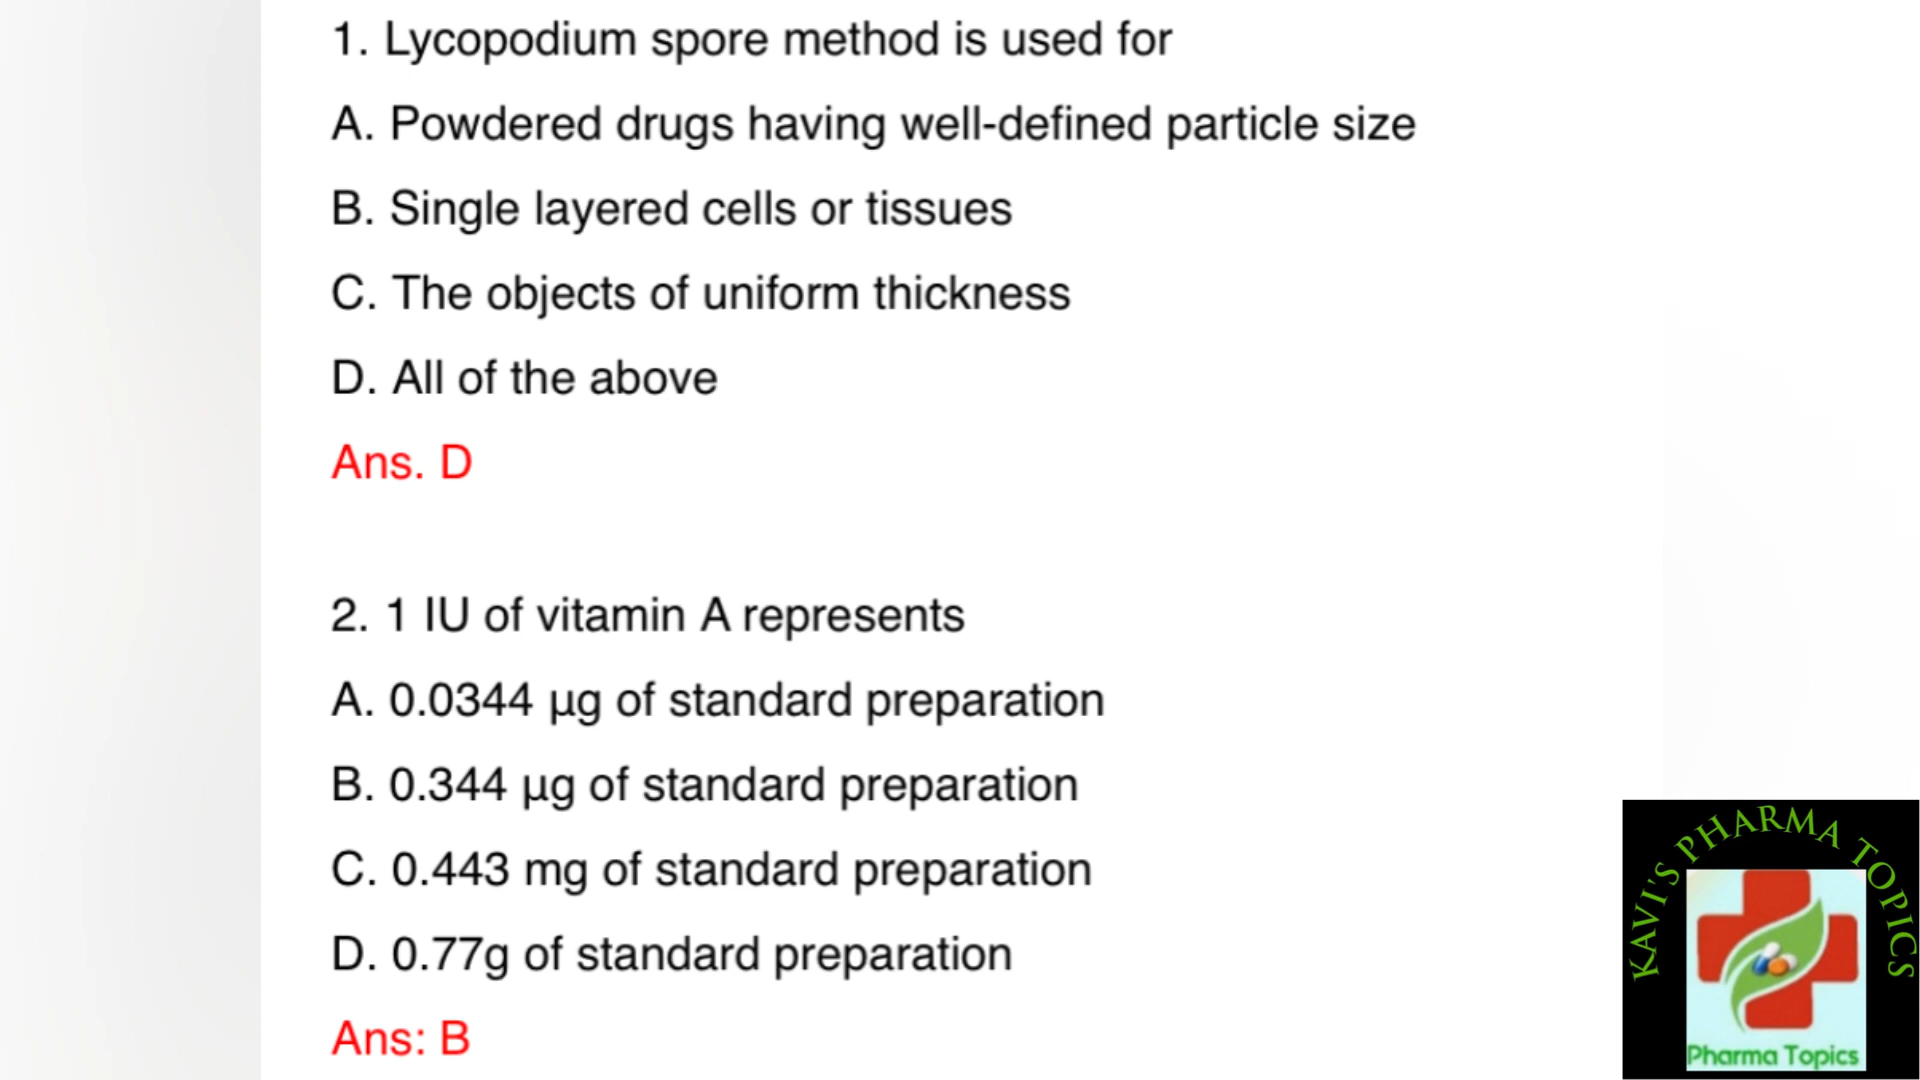 1. Lycopodium spore method is used for
A. Powdered drugs having well-defined particle size
B. Single layered cells or tissues
C. The objects of uniform thickness
D. All of the above
Ans. D
2. 1 IU of vitamin A represents
A. 0.0344 µg of standard preparation
B. 0.344 µg of standard preparation
C. 0.443 mg of standard preparation
D. 0.77g of standard preparation
Ans: B
KAVI'S PHARMA TOPICS
Pharma Topics